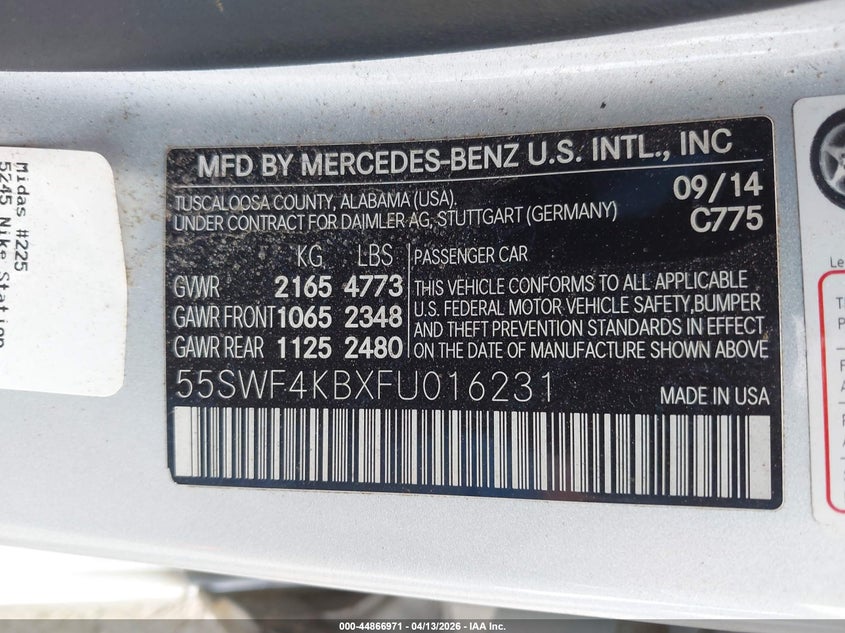 MFD BY MERCEDES-BENZ U.S. INTL., INC
TUSCALOOSA COUNTY, ALABAMA (USA).
UNDER CONTRACT FOR DAIMLER AG, STUTTGART (GERMANY)
09/14
C775
KG LBS
GVWR 2165 4773
GAWR FRONT 1065 2348
GAWR REAR 1125 2480
PASSENGER CAR
THIS VEHICLE CONFORMS TO ALL APPLICABLE
U.S. FEDERAL MOTOR VEHICLE SAFETY, BUMPER
AND THEFT PREVENTION STANDARDS IN EFFECT
ON THE DATE OF MANUFACTURE SHOWN ABOVE
55SWF4KBXFU016231
MADE IN USA
Midas #225
5245 Nike Station
Le
000-44866971 | 04/13/2026 | IAA Inc.